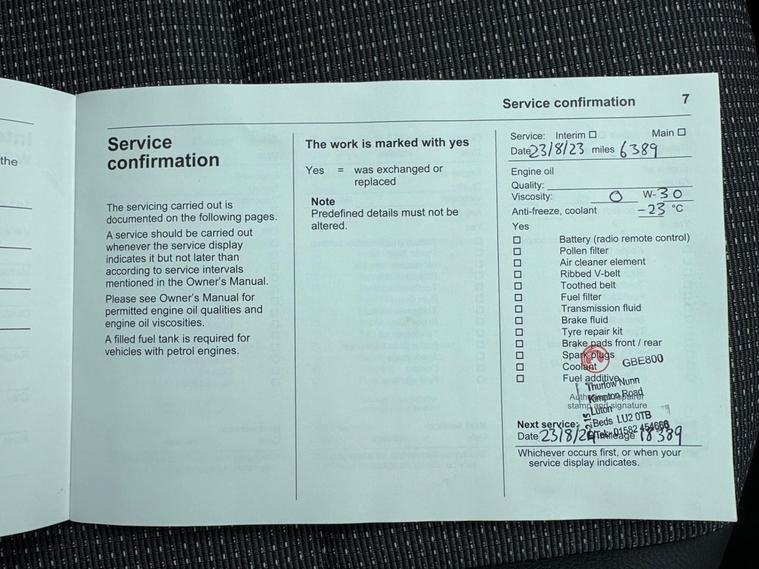 the
Service
confirmation
The servicing carried out is
documented on the following pages.
A service should be carried out
whenever the service display
indicates it but not later than
according to service intervals
mentioned in the Owner's Manual.
Please see Owner's Manual for
permitted engine oil qualities and
engine oil viscosities.
A filled fuel tank is required for
vehicles with petrol engines.
The work is marked with yes
Yes = was exchanged or
replaced
Note
Predefined details must not be
altered.
Service confirmation 7
Service: Interim ☐ Main ☐
Date 23/8/23 miles 6389
Engine oil
Quality:
Viscosity: 0 W-30
Anti-freeze, coolant -23 °C
Yes
☐ Battery (radio remote control)
☐ Pollen filter
☐ Air cleaner element
☐ Ribbed V-belt
☐ Toothed belt
☐ Fuel filter
☐ Transmission fluid
☐ Brake fluid
☐ Tyre repair kit
☐ Brake pads front / rear
☐ Spark plugs
☐ Coolant GBE800
☐ Fuel additive
Thurlow Nunn
Kimpton Road
stamp and signature
Luton
Beds LU2 0TB
Tel: 01582 454666
Next service:
Date 23/8/24 mileage 18389
Whichever occurs first, or when your
service display indicates.